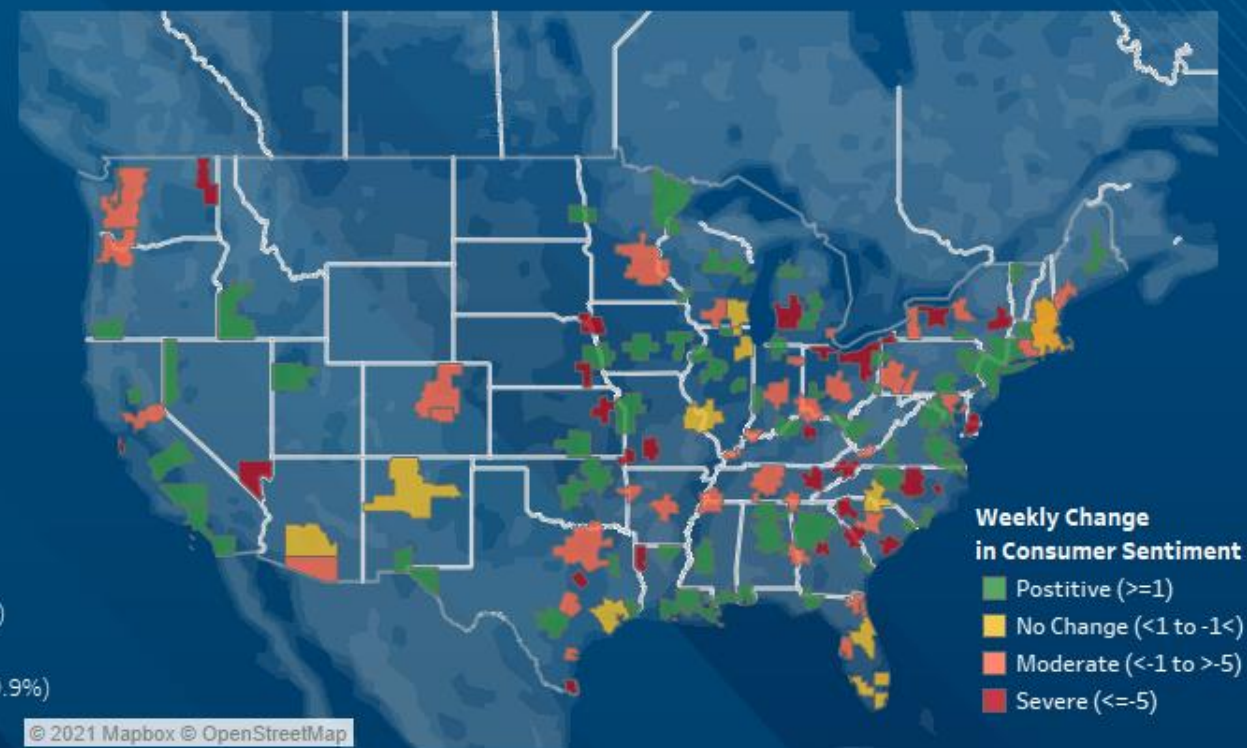 )
.9%)
Weekly Change
in Consumer Sentiment
Postitive (>=1)
No Change (<1 to -1<)
Moderate (<-1 to >-5)
Severe (<=-5)
© 2021 Mapbox © OpenStreetMap